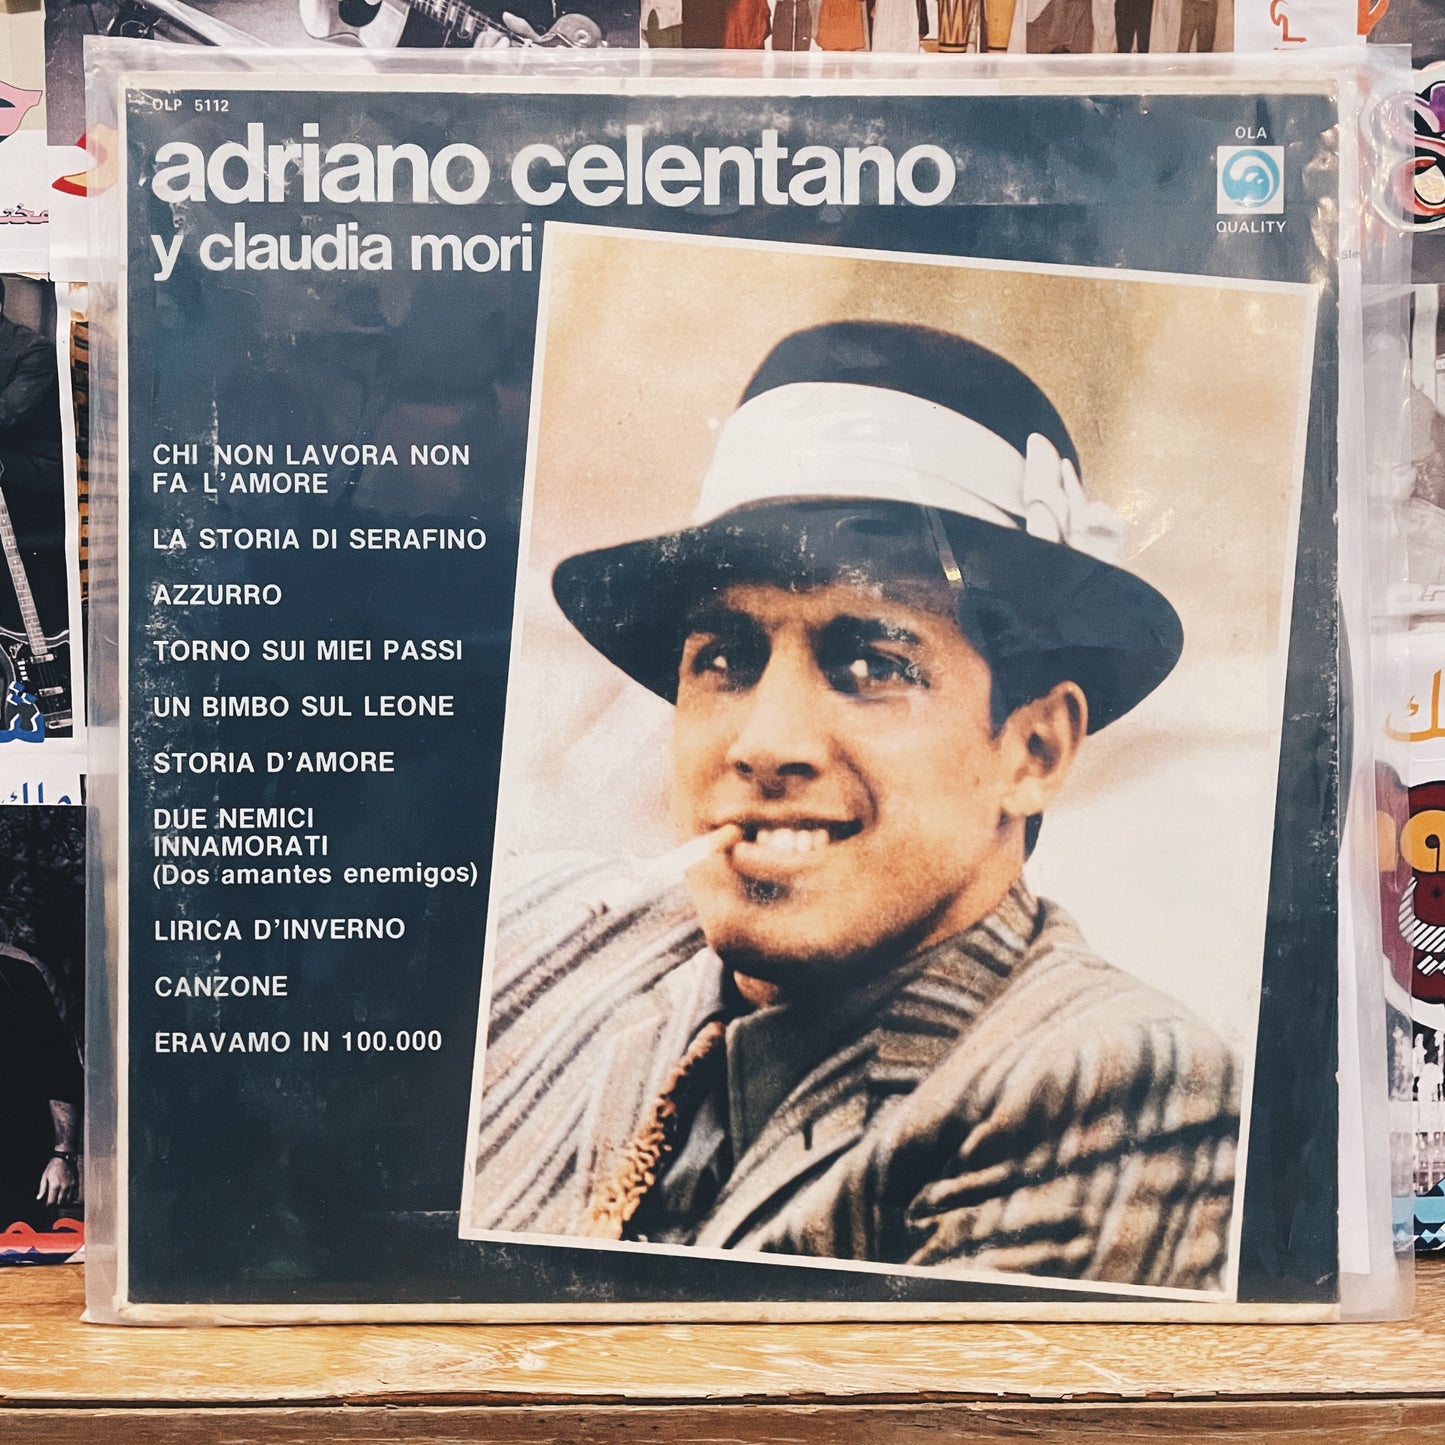 OLP 5112
adriano celentano
y claudia mori
OLA
QUALITY
CHI NON LAVORA NON
FA L'AMORE
LA STORIA DI SERAFINO
AZZURRO
TORNO SUI MIEI PASSI
UN BIMBO SUL LEONE
STORIA D'AMORE
DUE NEMICI
INNAMORATI
(Dos amantes enemigos)
LIRICA D'INVERNO
CANZONE
ERAVAMO IN 100.000